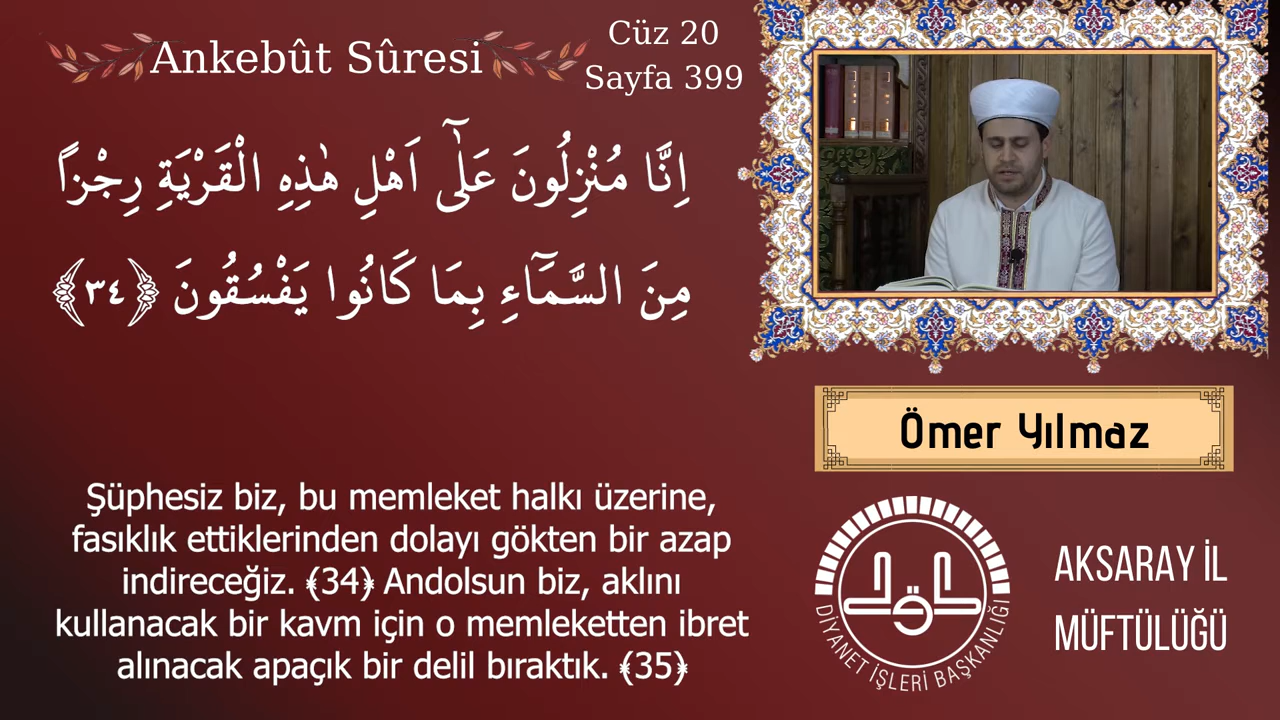 Ankebût Sûresi
Cüz 20
Sayfa 399
اِنَّا مُنْزِلُونَ عَلٰٓى اَهْلِ هٰذِهِ الْقَرْيَةِ رِجْزاً
مِنَ السَّمَٓاءِ بِمَا كَانُوا يَفْسُقُونَ ﴿٣٤﴾
Ömer Yılmaz
Şüphesiz biz, bu memleket halkı üzerine,
fasıklık ettiklerinden dolayı gökten bir azap
indireceğiz. ﴾34﴿ Andolsun biz, aklını
kullanacak bir kavm için o memleketten ibret
alınacak apaçık bir delil bıraktık. ﴾35﴿
DİYANET İŞLERİ BAŞKANLIĞI
AKSARAY İL
MÜFTÜLÜĞÜ